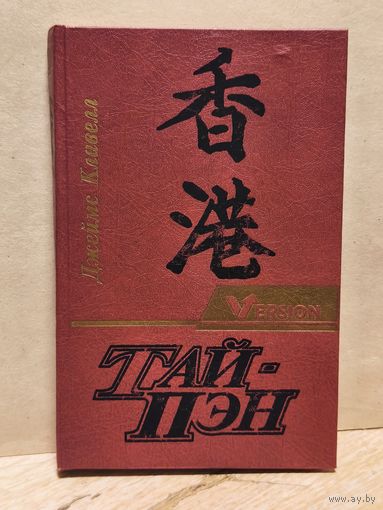 Джеймс Клавелл
香
港
VERSION
ТАЙ-
ПЭН
www.ay.by